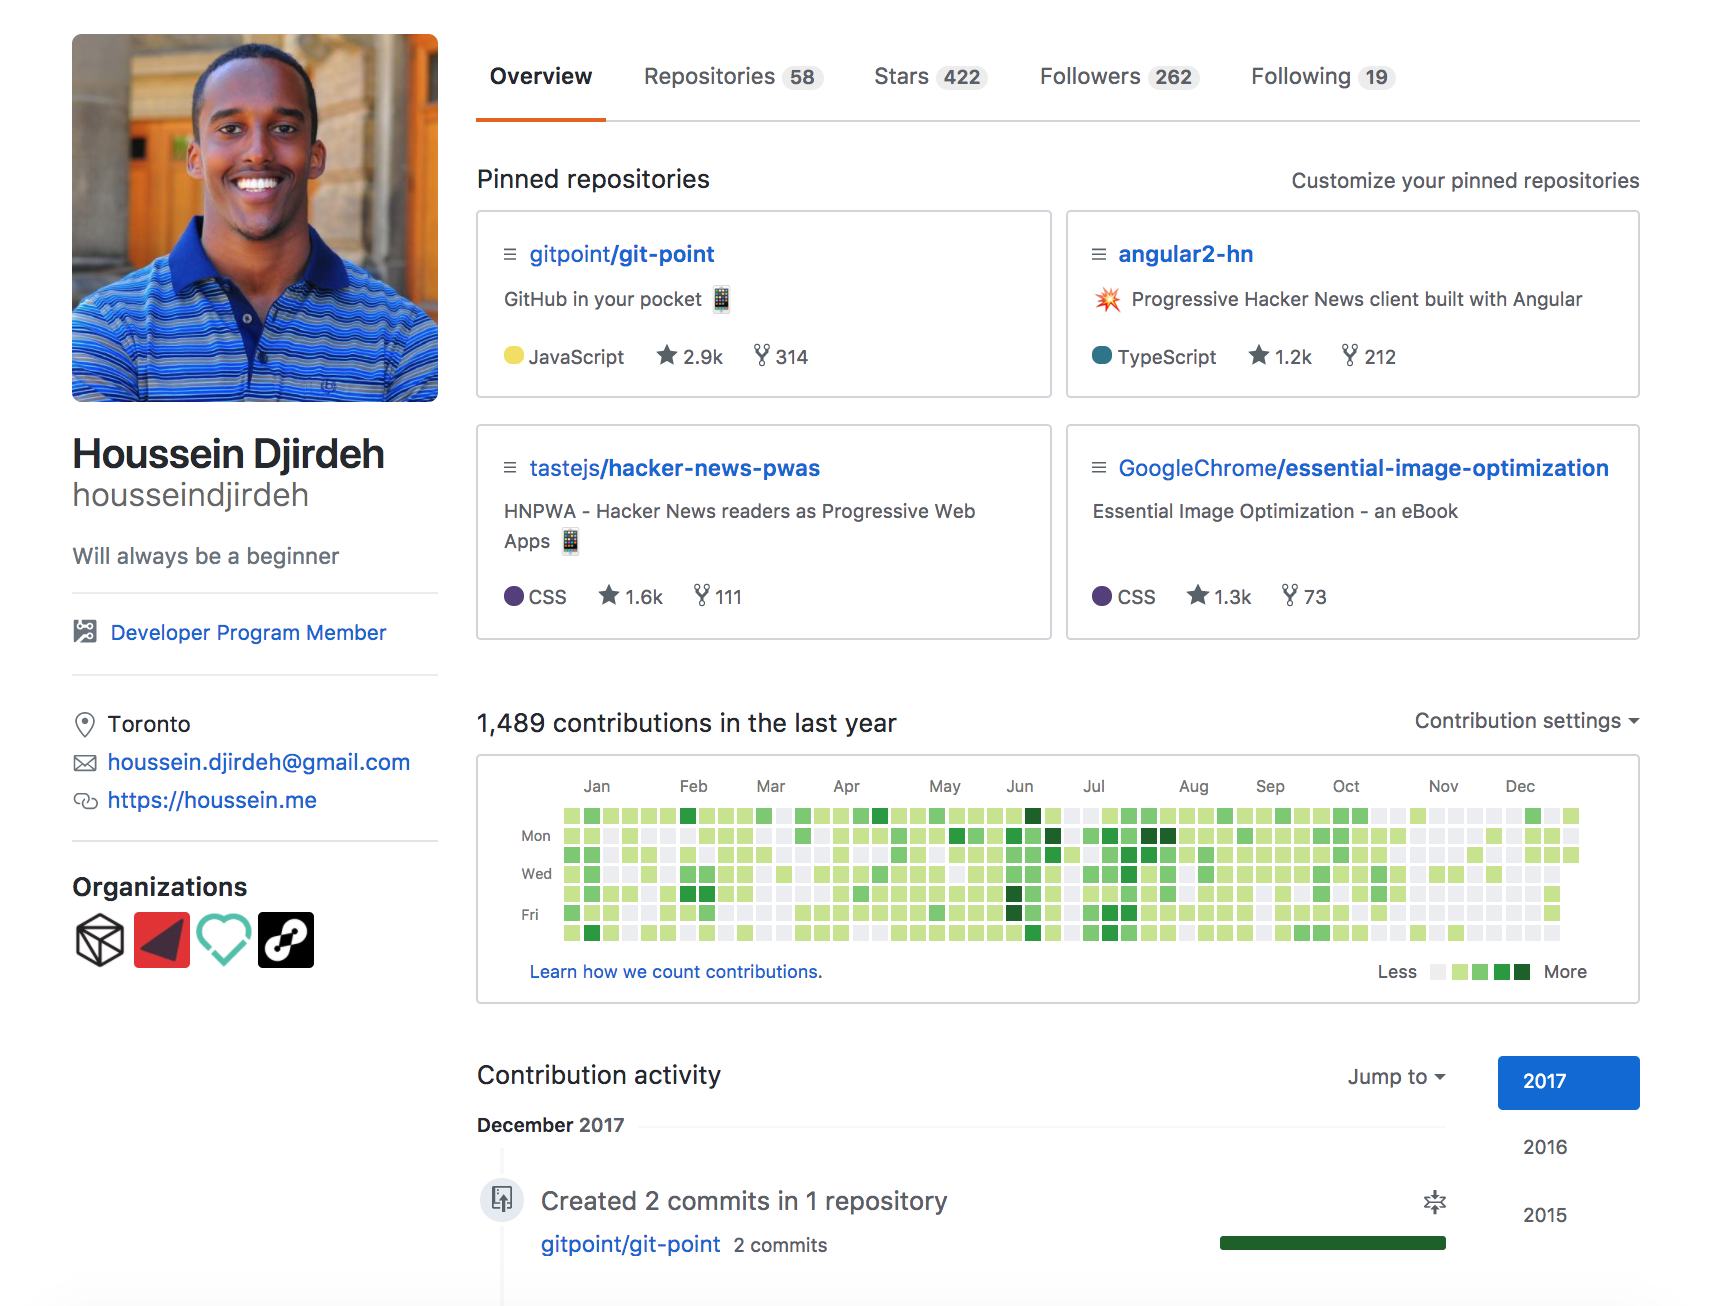 Overview Repositories 58 Stars 422 Followers 262 Following 19
Houssein Djirdeh
housseindjirdeh
Will always be a beginner
Developer Program Member
Toronto
houssein.djirdeh@gmail.com
https://houssein.me
Organizations
Pinned repositories Customize your pinned repositories
gitpoint/git-point
GitHub in your pocket 📱
JavaScript 2.9k 314
angular2-hn
💥 Progressive Hacker News client built with Angular
TypeScript 1.2k 212
tastejs/hacker-news-pwas
HNPWA - Hacker News readers as Progressive Web
Apps 📱
CSS 1.6k 111
GoogleChrome/essential-image-optimization
Essential Image Optimization - an eBook
CSS 1.3k 73
1,489 contributions in the last year Contribution settings
Jan Feb Mar Apr May Jun Jul Aug Sep Oct Nov Dec
Mon
Wed
Fri
Learn how we count contributions. Less More
Contribution activity Jump to
2017
2016
2015
December 2017
Created 2 commits in 1 repository
gitpoint/git-point 2 commits